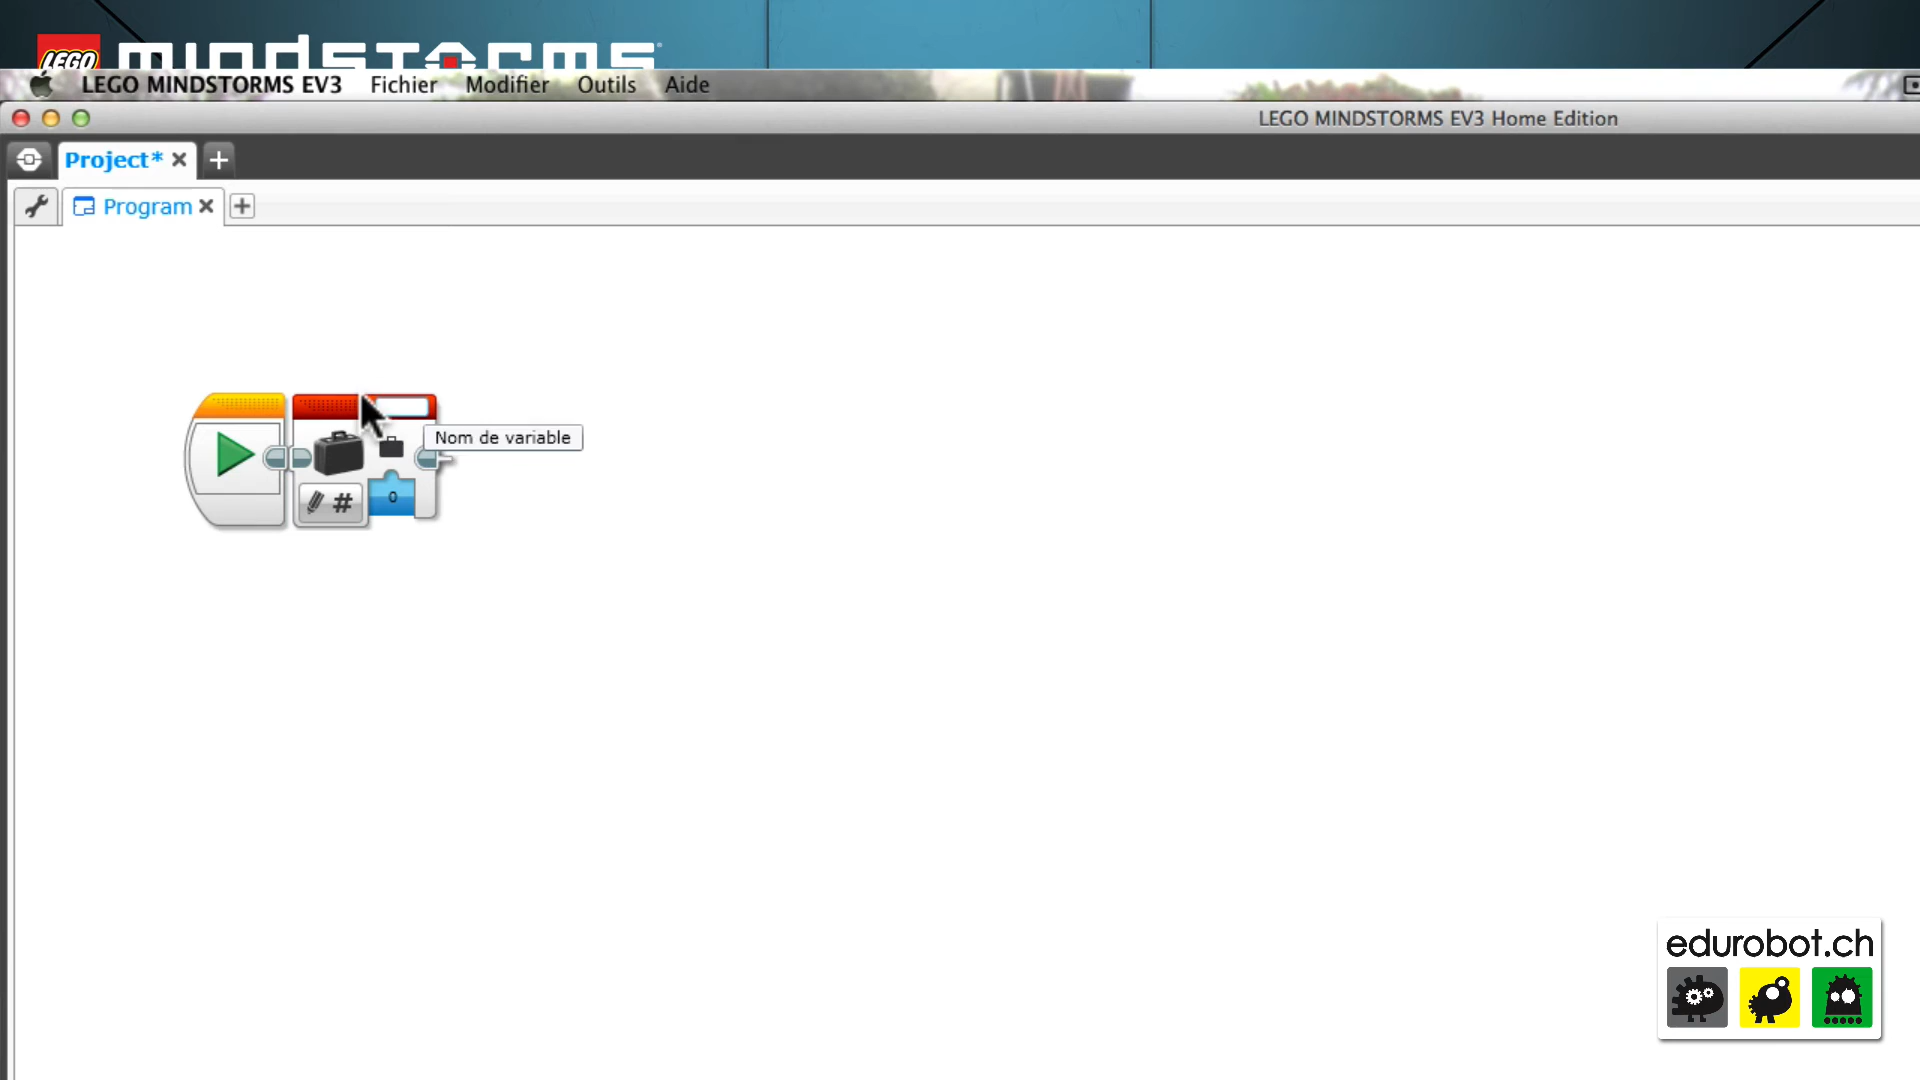 LEGO mindstorms
LEGO MINDSTORMS EV3 Fichier Modifier Outils Aide
LEGO MINDSTORMS EV3 Home Edition
Project*
Program
Nom de variable
#
0
edurobot.ch